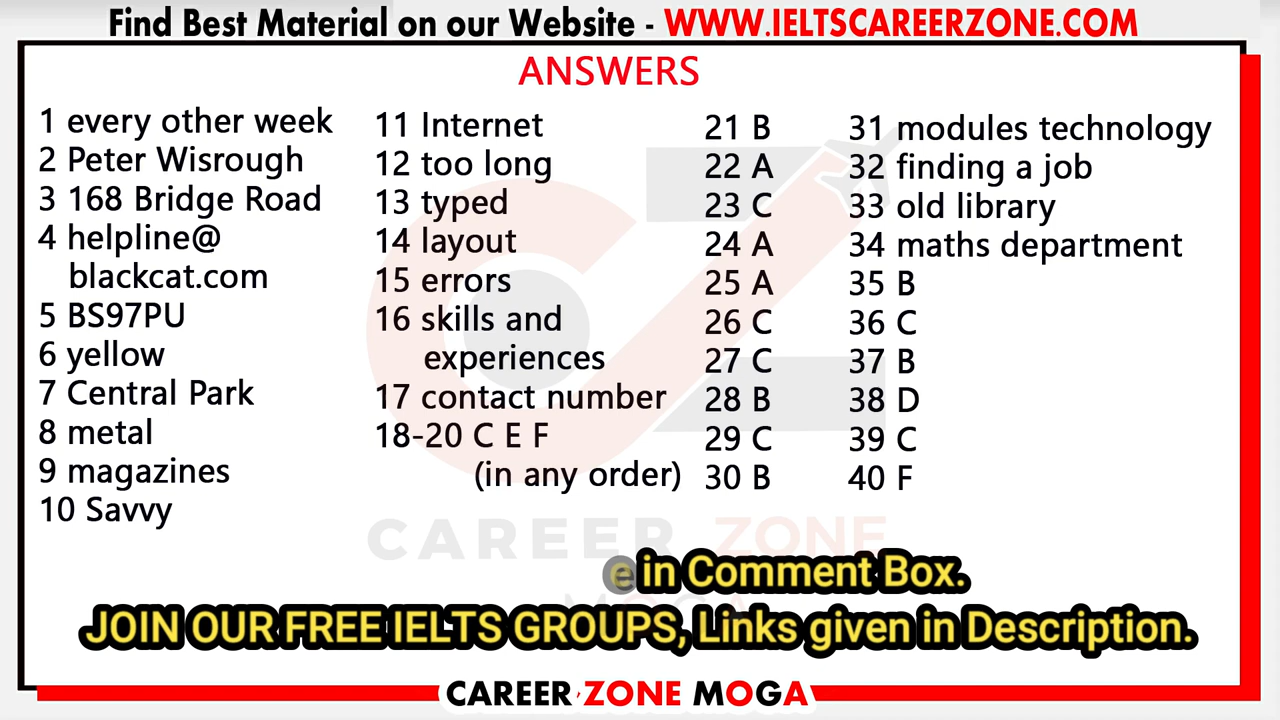 Find Best Material on our Website - WWW.IELTSCAREERZONE.COM
ANSWERS
1 every other week
2 Peter Wisrough
3 168 Bridge Road
4 helpline@
blackcat.com
5 BS97PU
6 yellow
7 Central Park
8 metal
9 magazines
10 Savvy
11 Internet
12 too long
13 typed
14 layout
15 errors
16 skills and
experiences
17 contact number
18-20 C E F
(in any order)
21 B
22 A
23 C
24 A
25 A
26 C
27 C
28 B
29 C
30 B
31 modules technology
32 finding a job
33 old library
34 maths department
35 B
36 C
37 B
38 D
39 C
40 F
CAREER ZONE
e in Comment Box.
JOIN OUR FREE IELTS GROUPS, Links given in Description.
CAREER ZONE MOGA